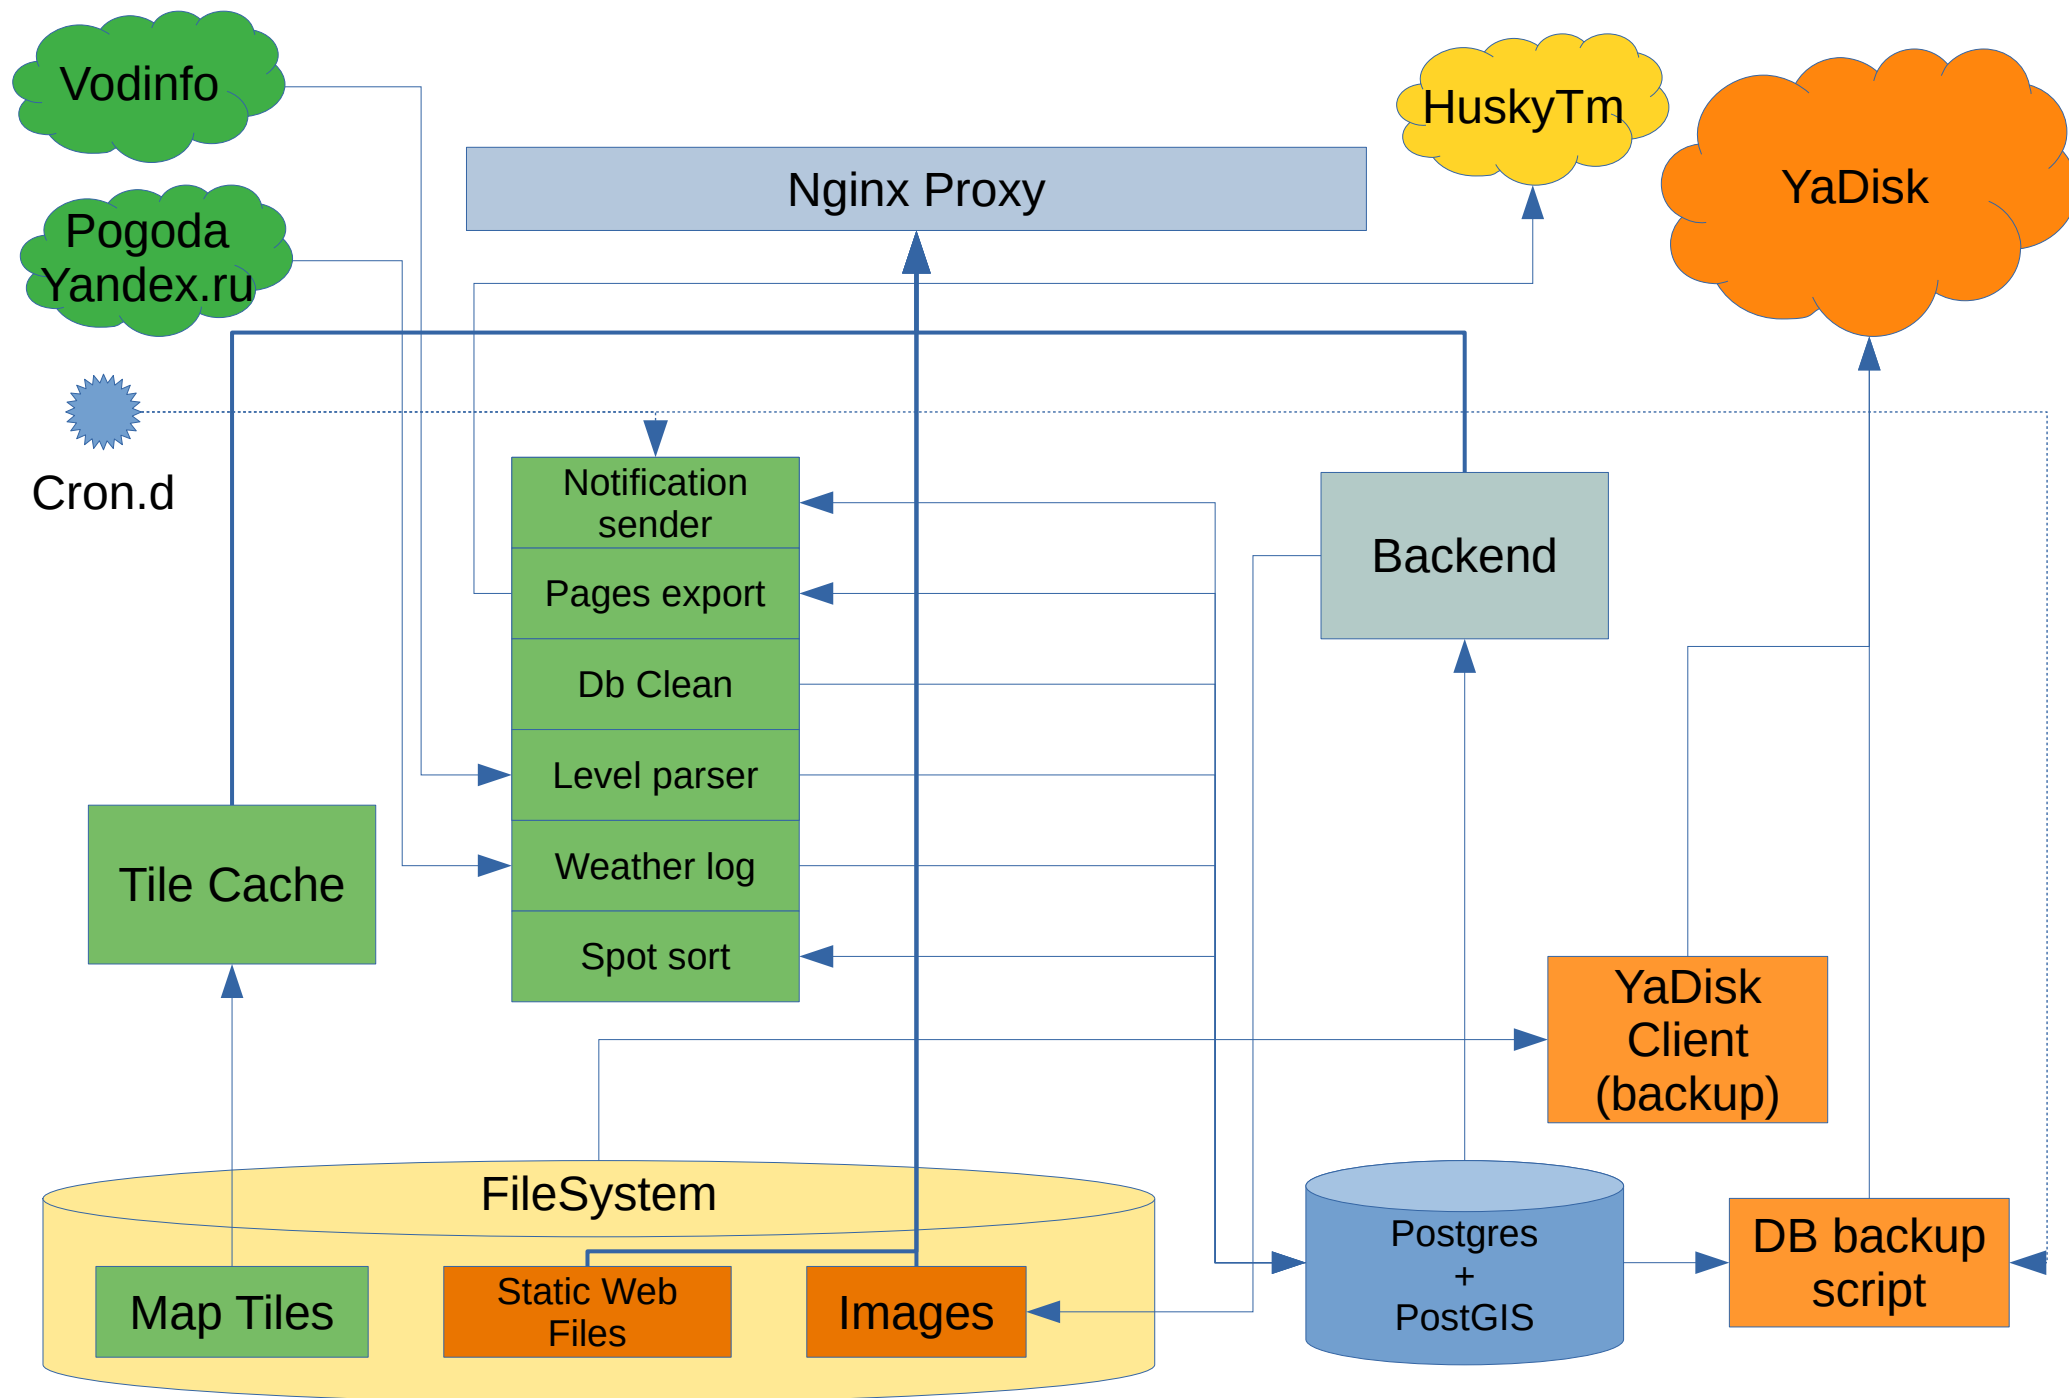 Vodinfo
HuskyTm
YaDisk
Nginx Proxy
Pogoda
Yandex.ru
Cron.d
Notification
sender
Pages export
Db Clean
Level parser
Weather log
Spot sort
Backend
Tile Cache
YaDisk
Client
(backup)
FileSystem
Map Tiles
Static Web
Files
Images
Postgres
+
PostGIS
DB backup
script